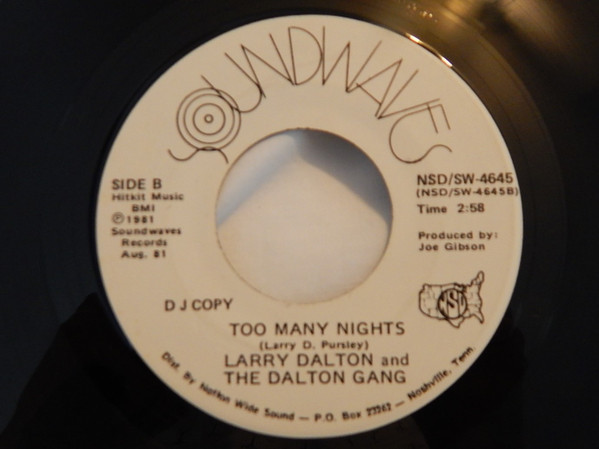 SOUNDWAVES
SIDE B
Hitkit Music
BMI
℗1981
Soundwaves
Records
Aug. 81
NSD/SW-4645
(NSD/SW-4645B)
Time 2:58
Produced by:
Joe Gibson
NSD
D J COPY
TOO MANY NIGHTS
(Larry D. Pursley)
LARRY DALTON and
THE DALTON GANG
Dist. By Nation Wide Sound — P.O. Box 23262 — Nashville, Tenn.